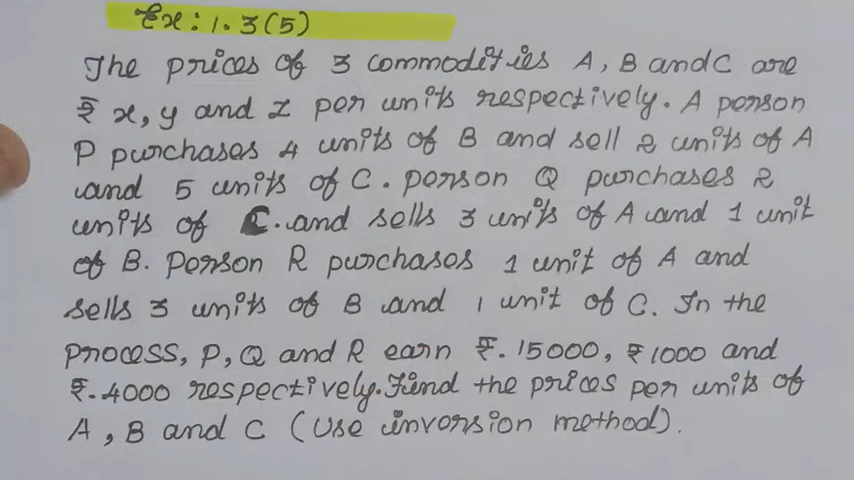 Ex: 1.3(5)
The prices of 3 commodities A, B and C are
₹ x, y and z per units respectively. A person
P purchases 4 units of B and sell 2 units of A
and 5 units of C. person Q purchases 2
units of C. and sells 3 units of A and 1 unit
of B. Person R purchases 1 unit of A and
sells 3 units of B and 1 unit of C. In the
process, P, Q and R earn ₹. 15000, ₹ 1000 and
₹. 4000 respectively. Find the prices per units of
A, B and C (Use inversion method).